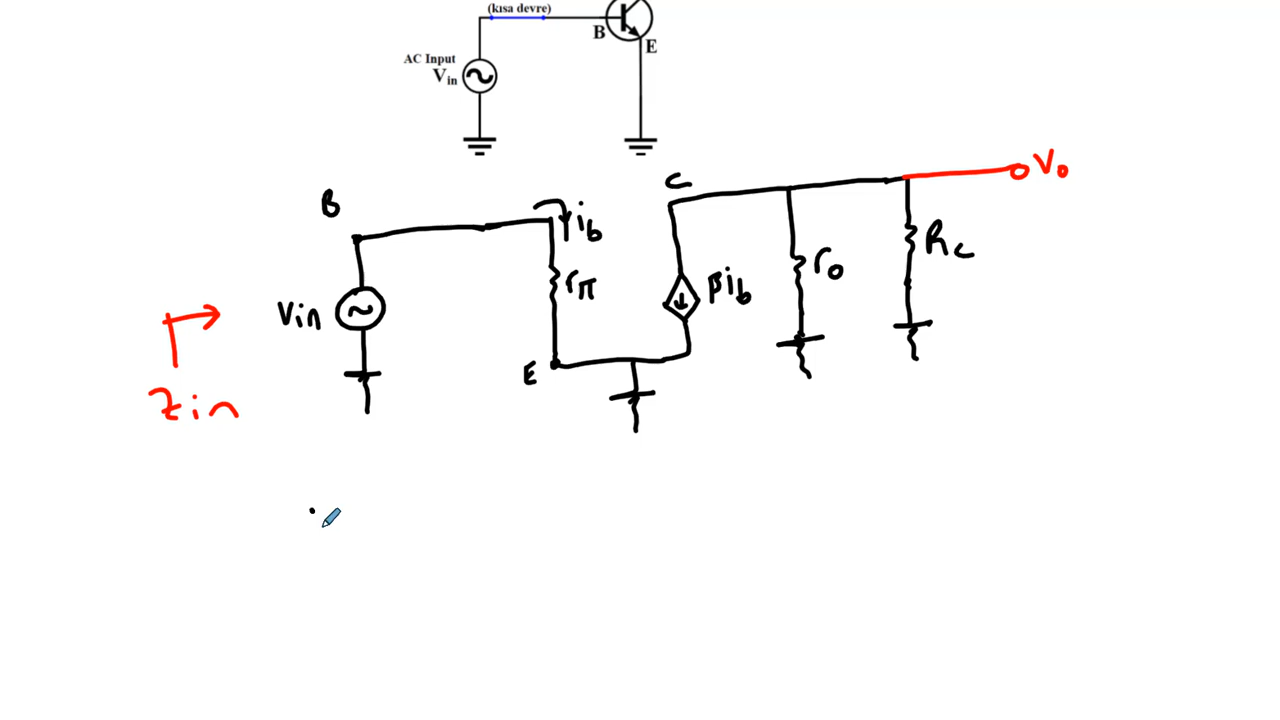 (kısa devre)
B
E
AC Input
Vin
C
Vo
B
ib
rπ
βib
ro
Rc
Vin
E
Zin